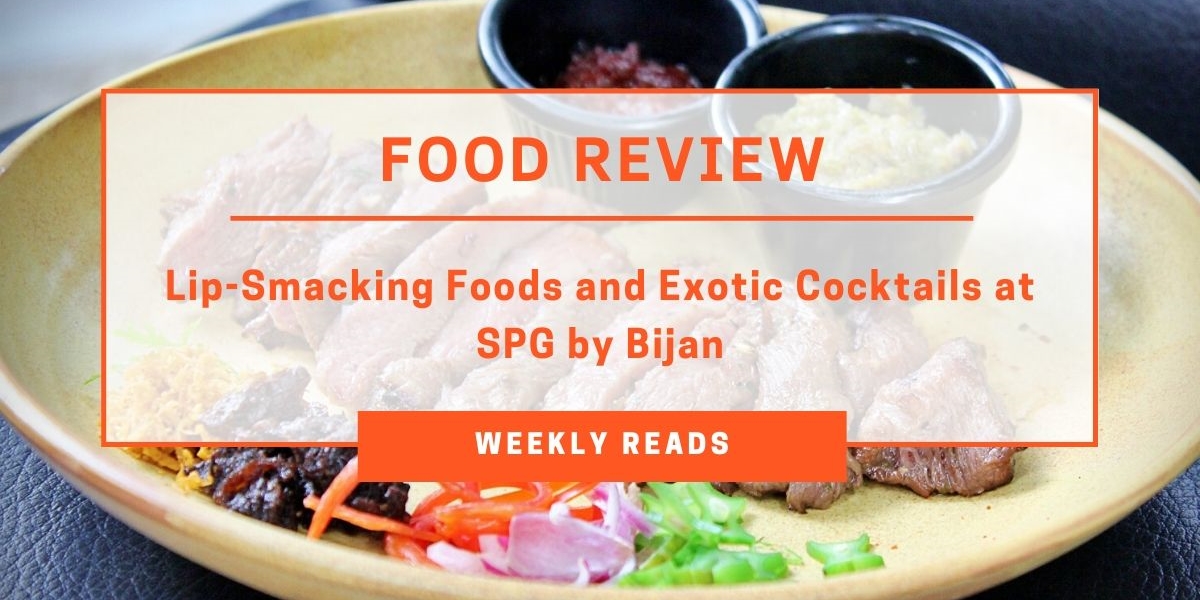 FOOD REVIEW
Lip-Smacking Foods and Exotic Cocktails at
SPG by Bijan
WEEKLY READS